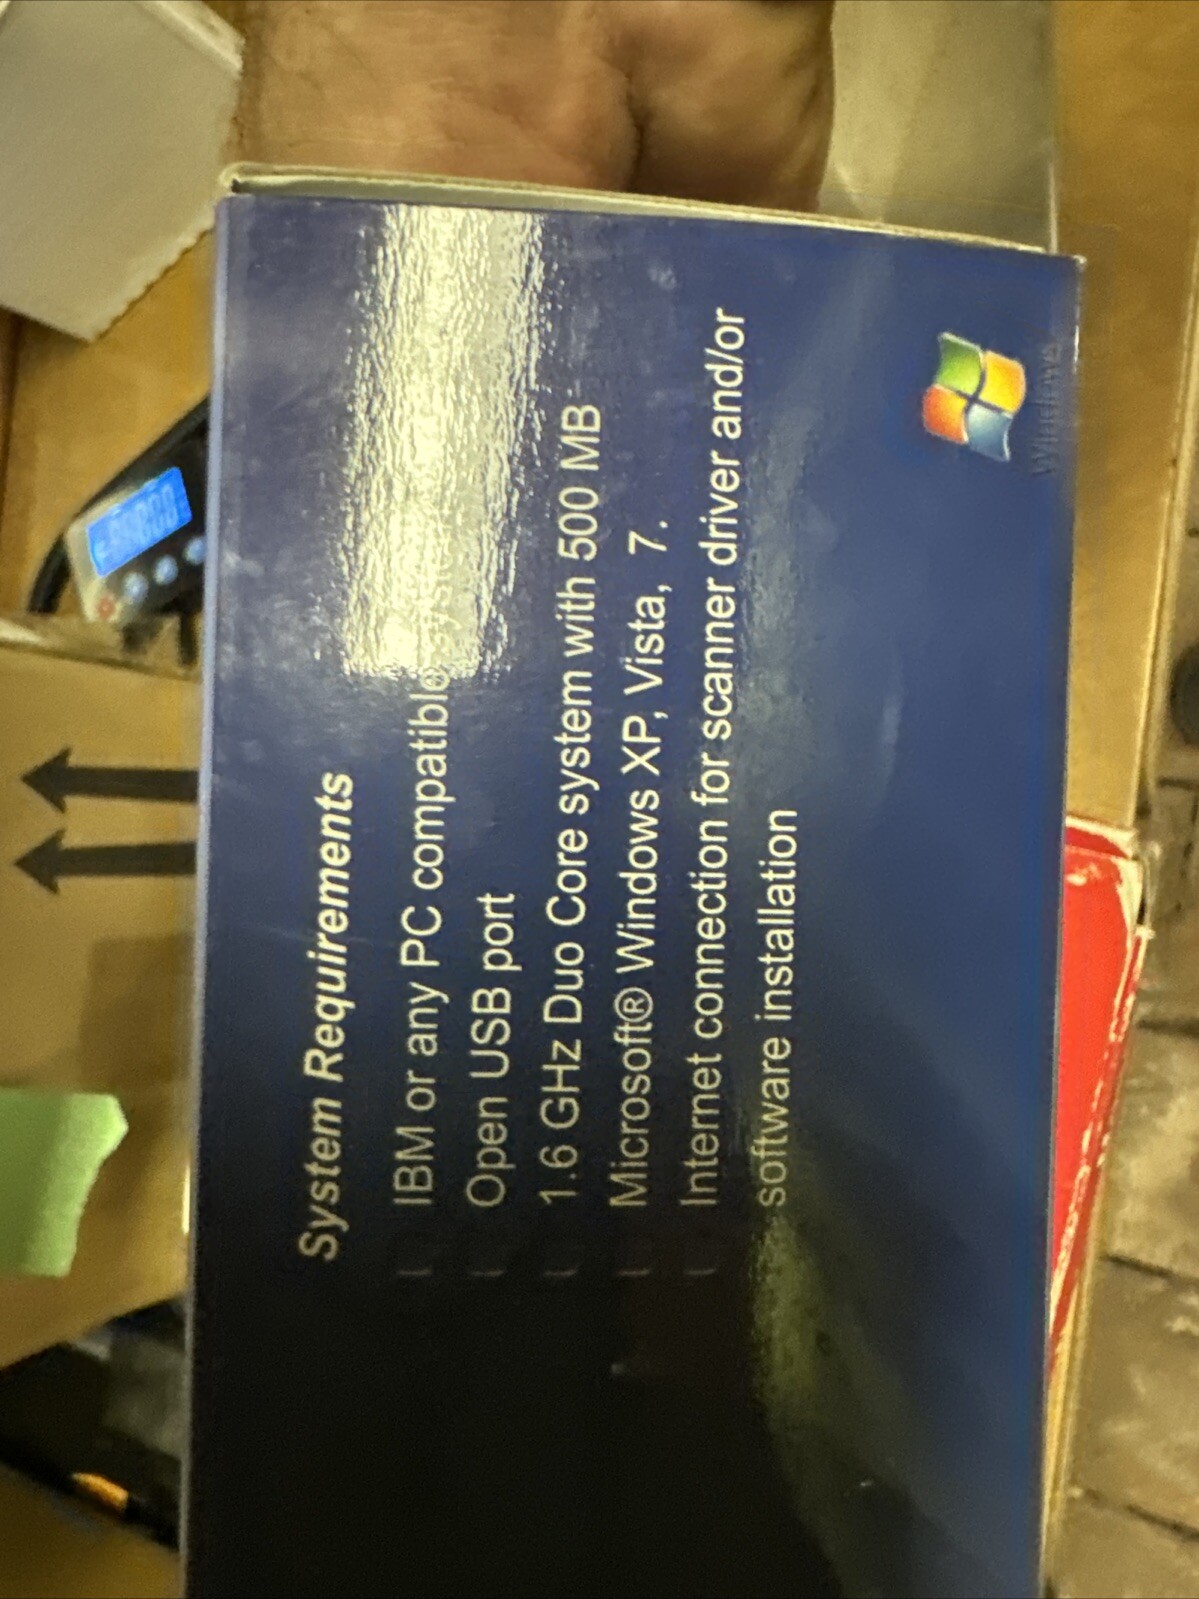 System Requirements
IBM or any PC compatible system
Open USB port
1.6 GHz Duo Core system with 500 MB
Microsoft® Windows XP, Vista, 7.
Internet connection for scanner driver and/or
software installation
Windows